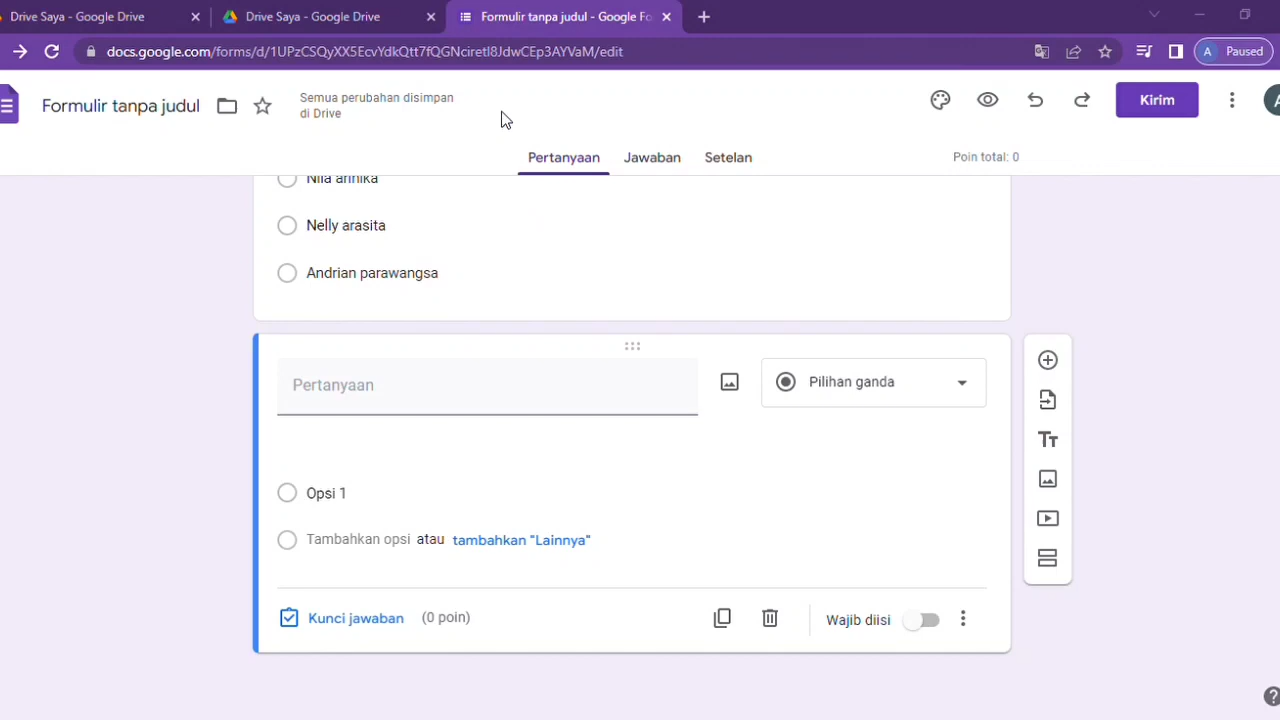 Drive Saya - Google Drive
Drive Saya - Google Drive
Formulir tanpa judul - Google Fo
docs.google.com/forms/d/1UPzCSQyXX5EcvYdkQtt7fQGNciretI8JdwCEp3AYVaM/edit
A Paused
Formulir tanpa judul
Semua perubahan disimpan
di Drive
Kirim
A
Pertanyaan Jawaban Setelan
Poin total: 0
Nila arinika
Nelly arasita
Andrian parawangsa
Pertanyaan
Pilihan ganda
Opsi 1
Tambahkan opsi atau tambahkan "Lainnya"
Kunci jawaban (0 poin)
Wajib diisi